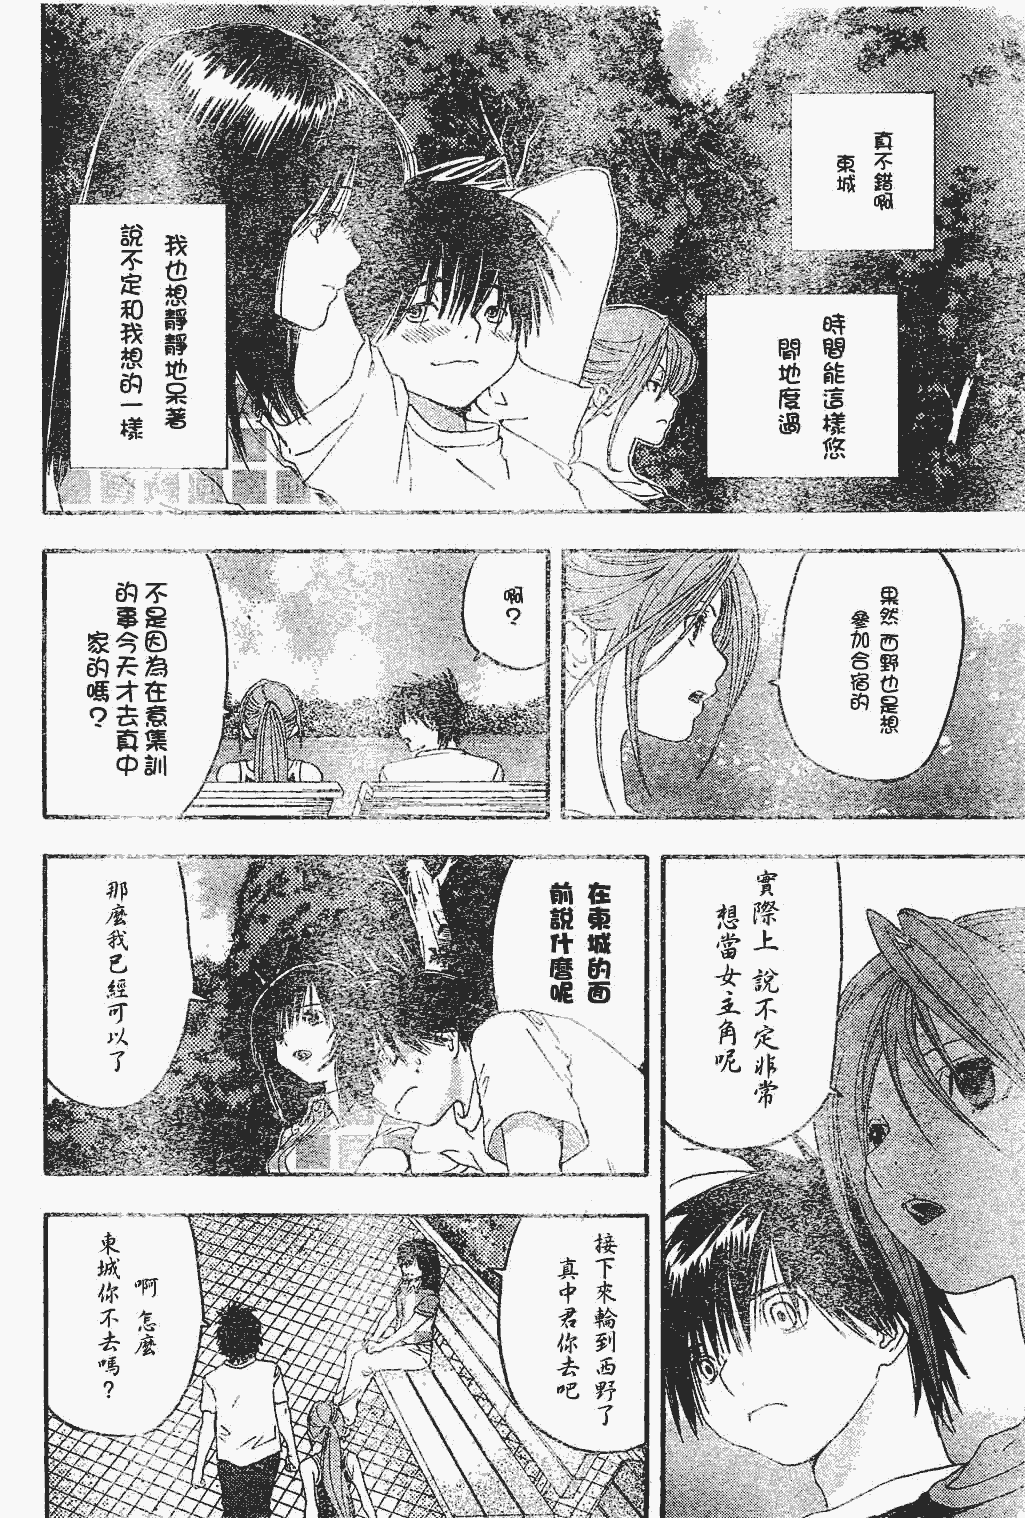 真不錯啊
東城
時間能這樣悠
閒地度過
我也想靜靜地呆著
說不定和我想的一樣
果然 西野也是想
參加合宿的
啊?
不是因為在意集訓
的事今天才去真中
家的嗎?
實際上 說不定非常
想當女主角呢
在東城的面
前說什麼呢
那麼我已經可以了
接下來輪到西野了
真中君你去吧
啊 怎麼
東城你不去嗎?